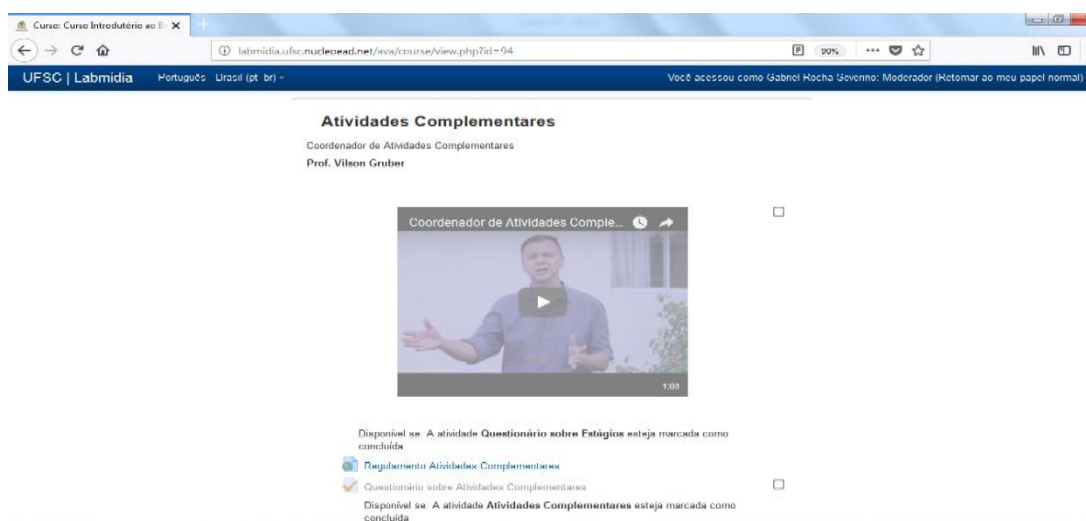 Curso: Curso Introdutório ao E
labmidia.ufsc.nucleoead.net/ava/course/view.php?id=94
90%
UFSC | Labmidia
Português Brasil (pt br)
Você acessou como Gabriel Rocha Severino: Moderador (Retornar ao meu papel normal)
Atividades Complementares
Coordenador de Atividades Complementares
Prof. Vilson Gruber
Coordenador de Atividades Comple...
1:03
Disponível se A atividade Questionário sobre Estágios esteja marcada como
concluída
Regulamento Atividades Complementares
Questionário sobre Atividades Complementares
Disponível se: A atividade Atividades Complementares esteja marcada como
concluída